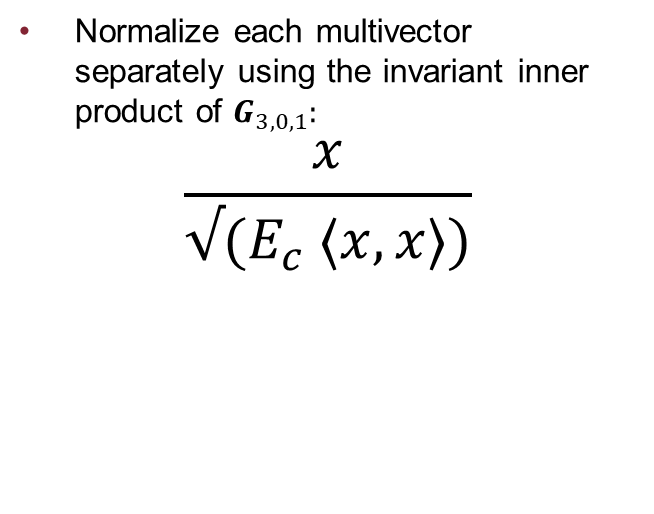 • Normalize each multivector
separately using the invariant inner
product of 𝑮₃,₀,₁:
𝑥
√(𝐸𝑐 ⟨𝑥, 𝑥⟩)